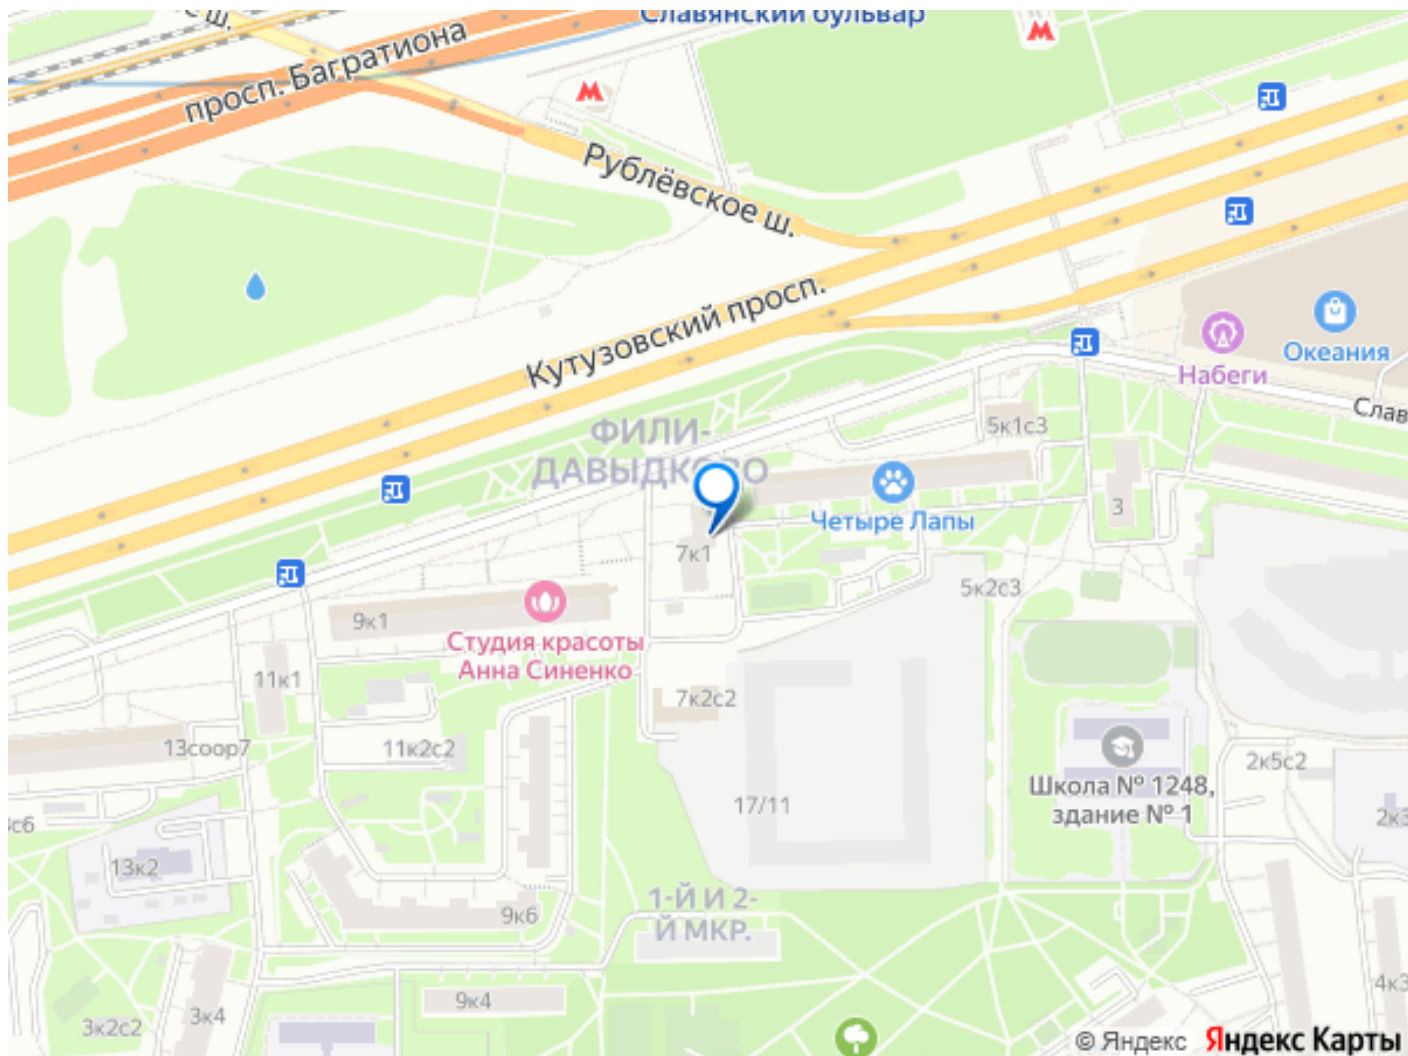 Славянский бульвар
с ш.
просп. Багратиона
Рублёвское ш.
Кутузовский просп.
Океания
Набеги
Слав
ФИЛИ-
ДАВЫДКОВО
5к1с3
Четыре Лапы
3
7к1
5к2с3
9к1
Студия красоты
Анна Синенко
11к1
7к2с2
13соор7
11к2с2
2к5с2
Школа № 1248,
здание № 1
17/11
3с6
2к3
13к2
1-Й И 2-
Й МКР.
9к6
4к3
9к4
3к4
3к2с2
© Яндекс Яндекс Карты